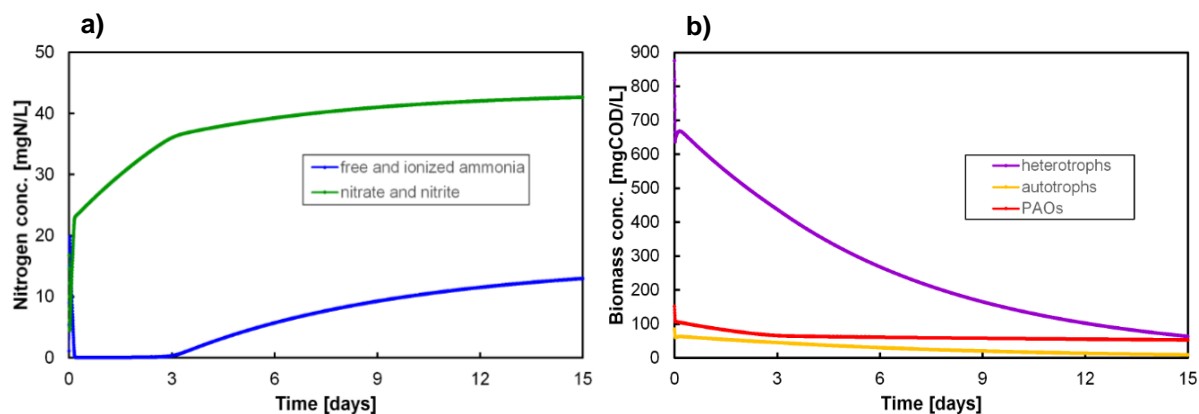 a)
Nitrogen conc. [mgN/L]
50
40
30
20
10
0
free and ionized ammonia
nitrate and nitrite
0 3 6 9 12 15
Time [days]
b)
Biomass conc. [mgCOD/L]
900
800
700
600
500
400
300
200
100
0
heterotrophs
autotrophs
PAOs
0 3 6 9 12 15
Time [days]